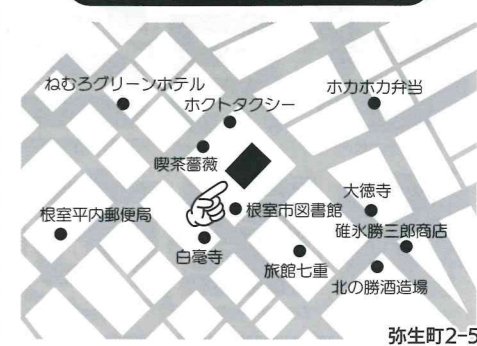 ねむろグリーンホテル
ホカホカ弁当
ホクトタクシー
喫茶薔薇
大徳寺
根室平内郵便局
根室市図書館
碓氷勝三郎商店
白毫寺
旅館七重
北の勝酒造場
弥生町2-5